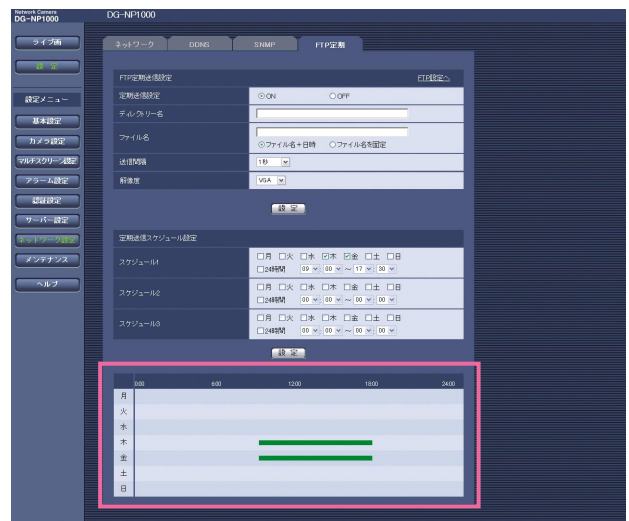 Network Camera
DG-NP1000
DG-NP1000
ライブ画
設 定
設定メニュー
基本設定
カメラ設定
マルチスクリーン設定
アラーム設定
認証設定
サーバー設定
ネットワーク設定
メンテナンス
ヘルプ
ネットワーク DDNS SNMP FTP定期
FTP定期送信設定 FTP設定へ
定期送信設定 ON OFF
ディレクトリー名
ファイル名
ファイル名+日時 ファイル名を固定
送信間隔 1秒
解像度 VGA
設 定
定期送信スケジュール設定
スケジュール1 月 火 水 木 金 土 日
24時間 09 : 00 ～ 17 : 30
スケジュール2 月 火 水 木 金 土 日
24時間 00 : 00 ～ 00 : 00
スケジュール3 月 火 水 木 金 土 日
24時間 00 : 00 ～ 00 : 00
設 定
0:00 6:00 12:00 18:00 24:00
月
火
水
木
金
土
日